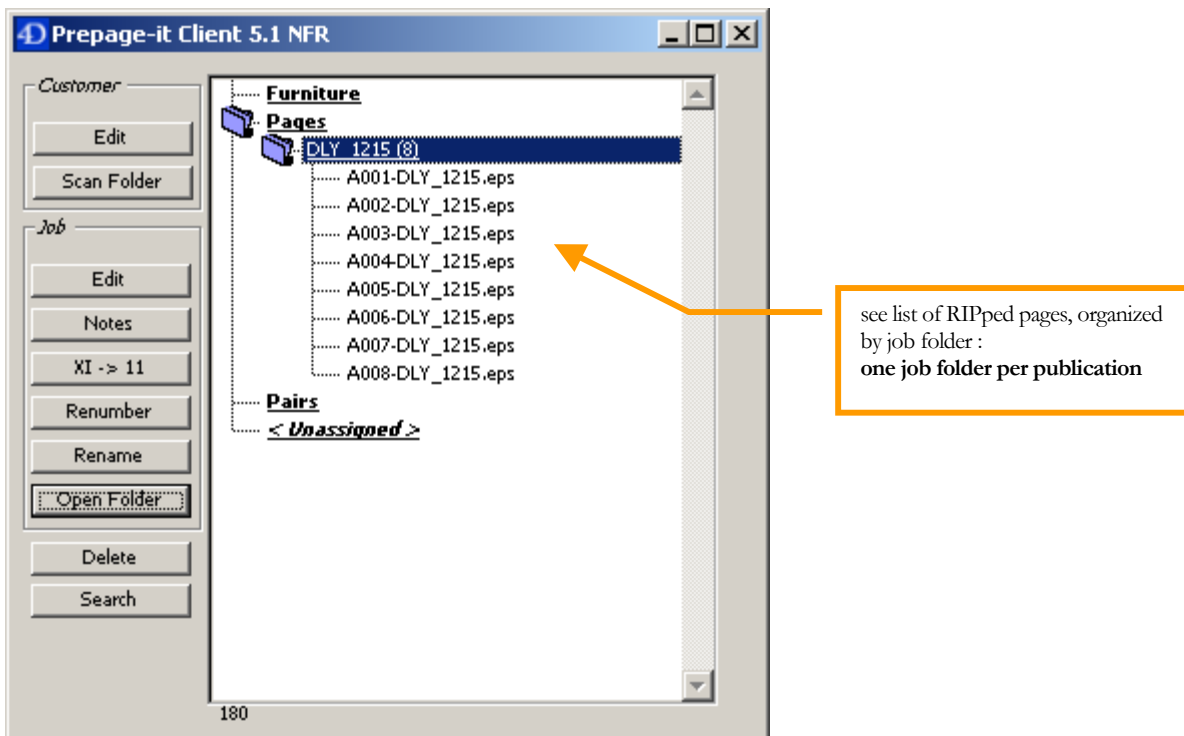 Prepage-it Client 5.1 NFR
Customer
Edit
Scan Folder
Job
Edit
Notes
XI -> 11
Renumber
Rename
Open Folder
Delete
Search
Furniture
Pages
DLY_1215 (8)
A001-DLY_1215.eps
A002-DLY_1215.eps
A003-DLY_1215.eps
A004-DLY_1215.eps
A005-DLY_1215.eps
A006-DLY_1215.eps
A007-DLY_1215.eps
A008-DLY_1215.eps
Pairs
< Unassigned >
180
see list of RIPped pages, organized
by job folder :
one job folder per publication